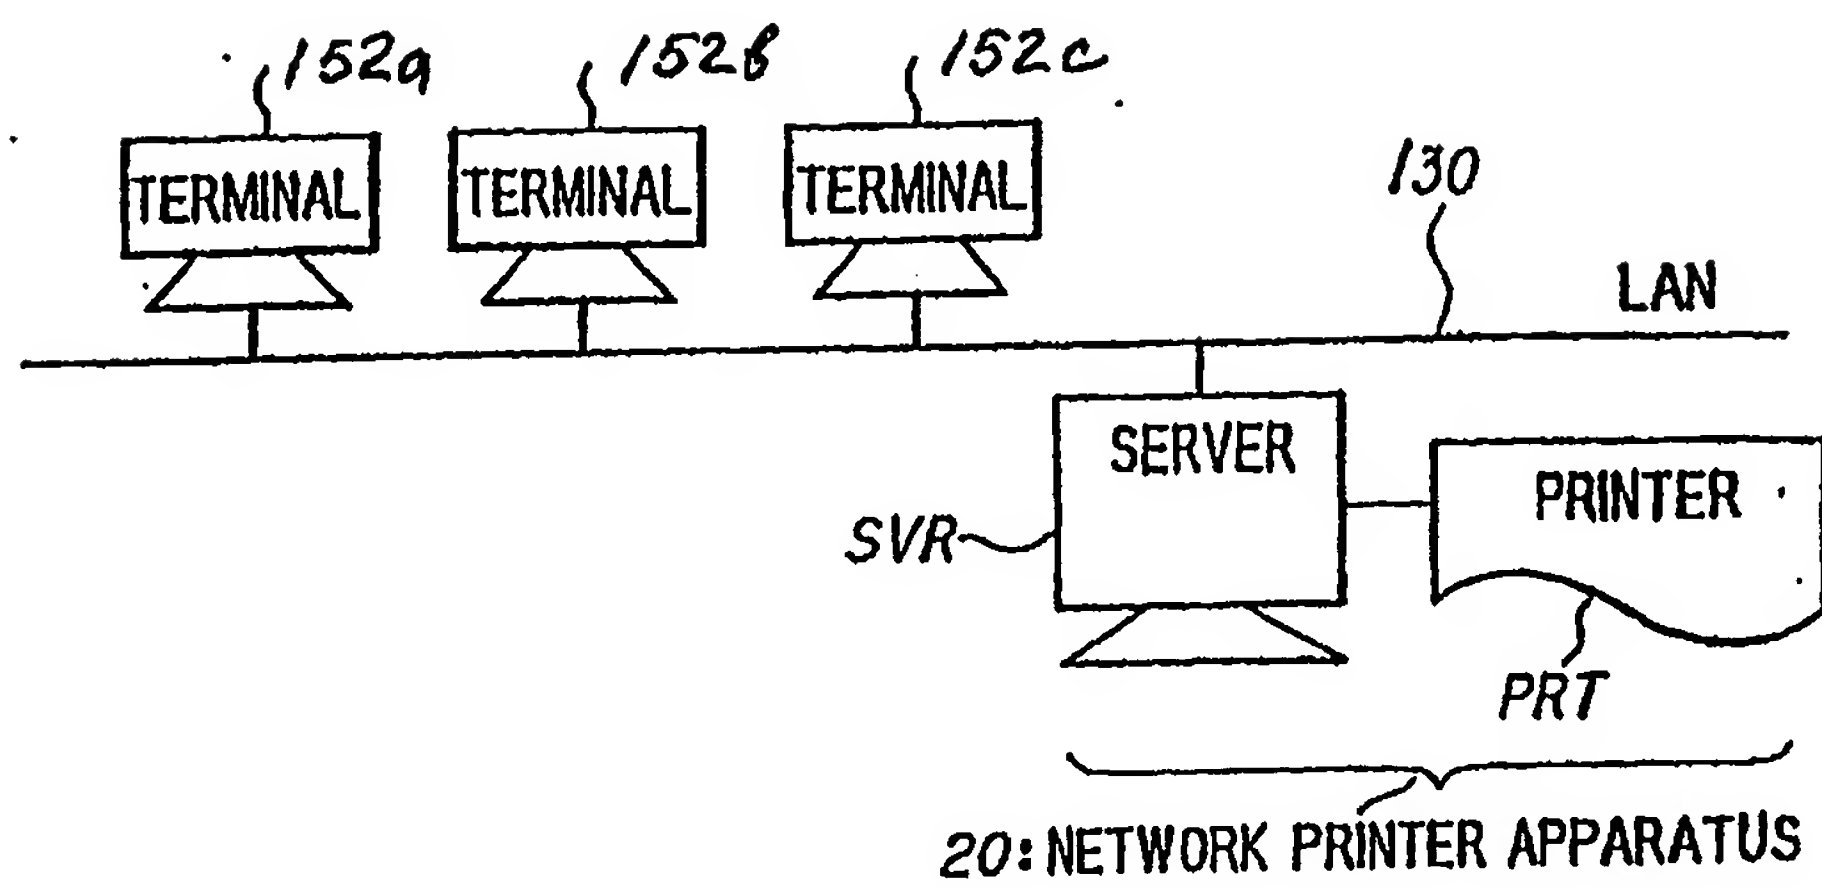 152a 152b 152c
TERMINAL TERMINAL TERMINAL
130
LAN
SERVER
PRINTER
SVR
PRT
20: NETWORK PRINTER APPARATUS